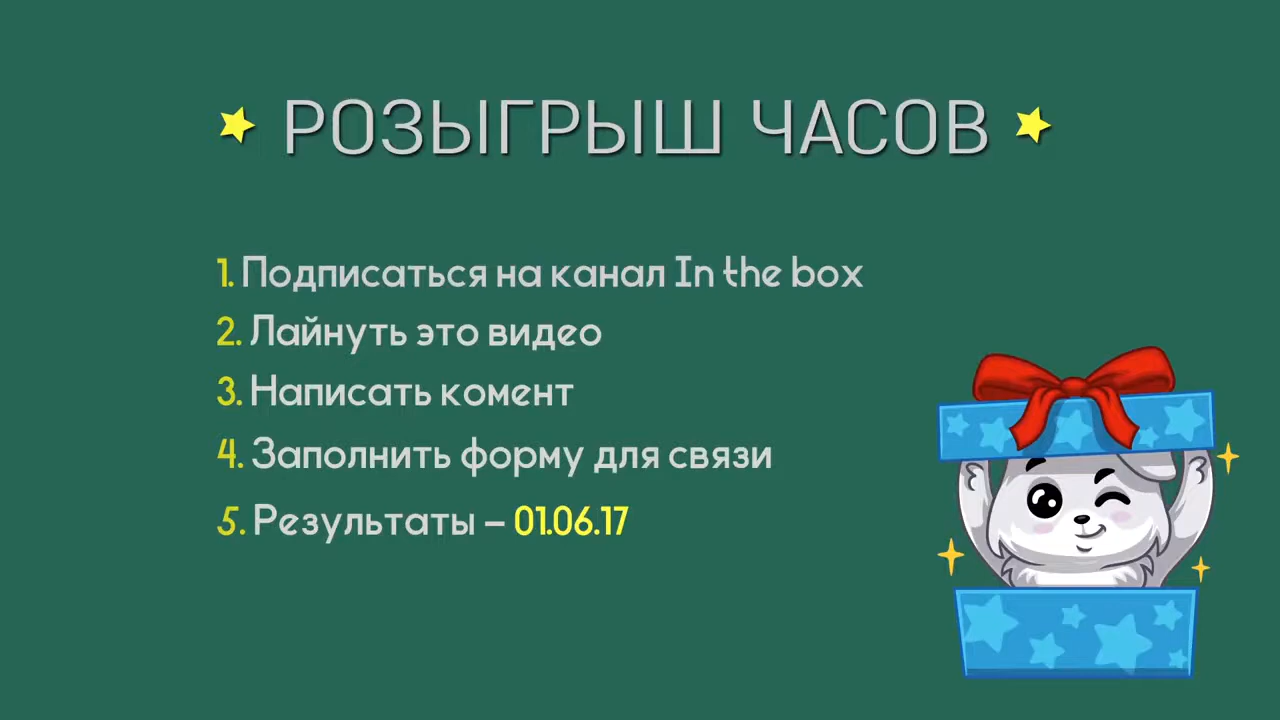 РОЗЫГРЫШ ЧАСОВ
1. Подписаться на канал In the box
2. Лайнуть это видео
3. Написать комент
4. Заполнить форму для связи
5. Результаты – 01.06.17